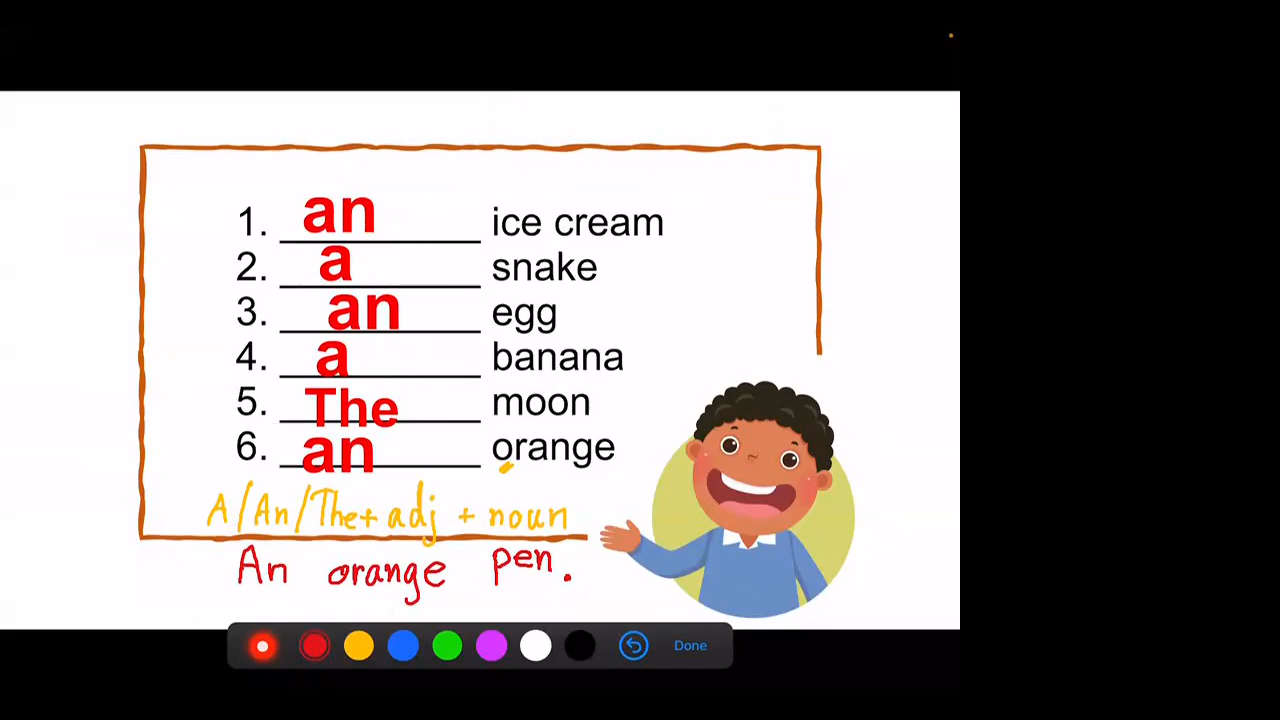 1. an ice cream
2. a snake
3. an egg
4. a banana
5. The moon
6. an orange
A/An/The + adj + noun
An orange pen.
Done